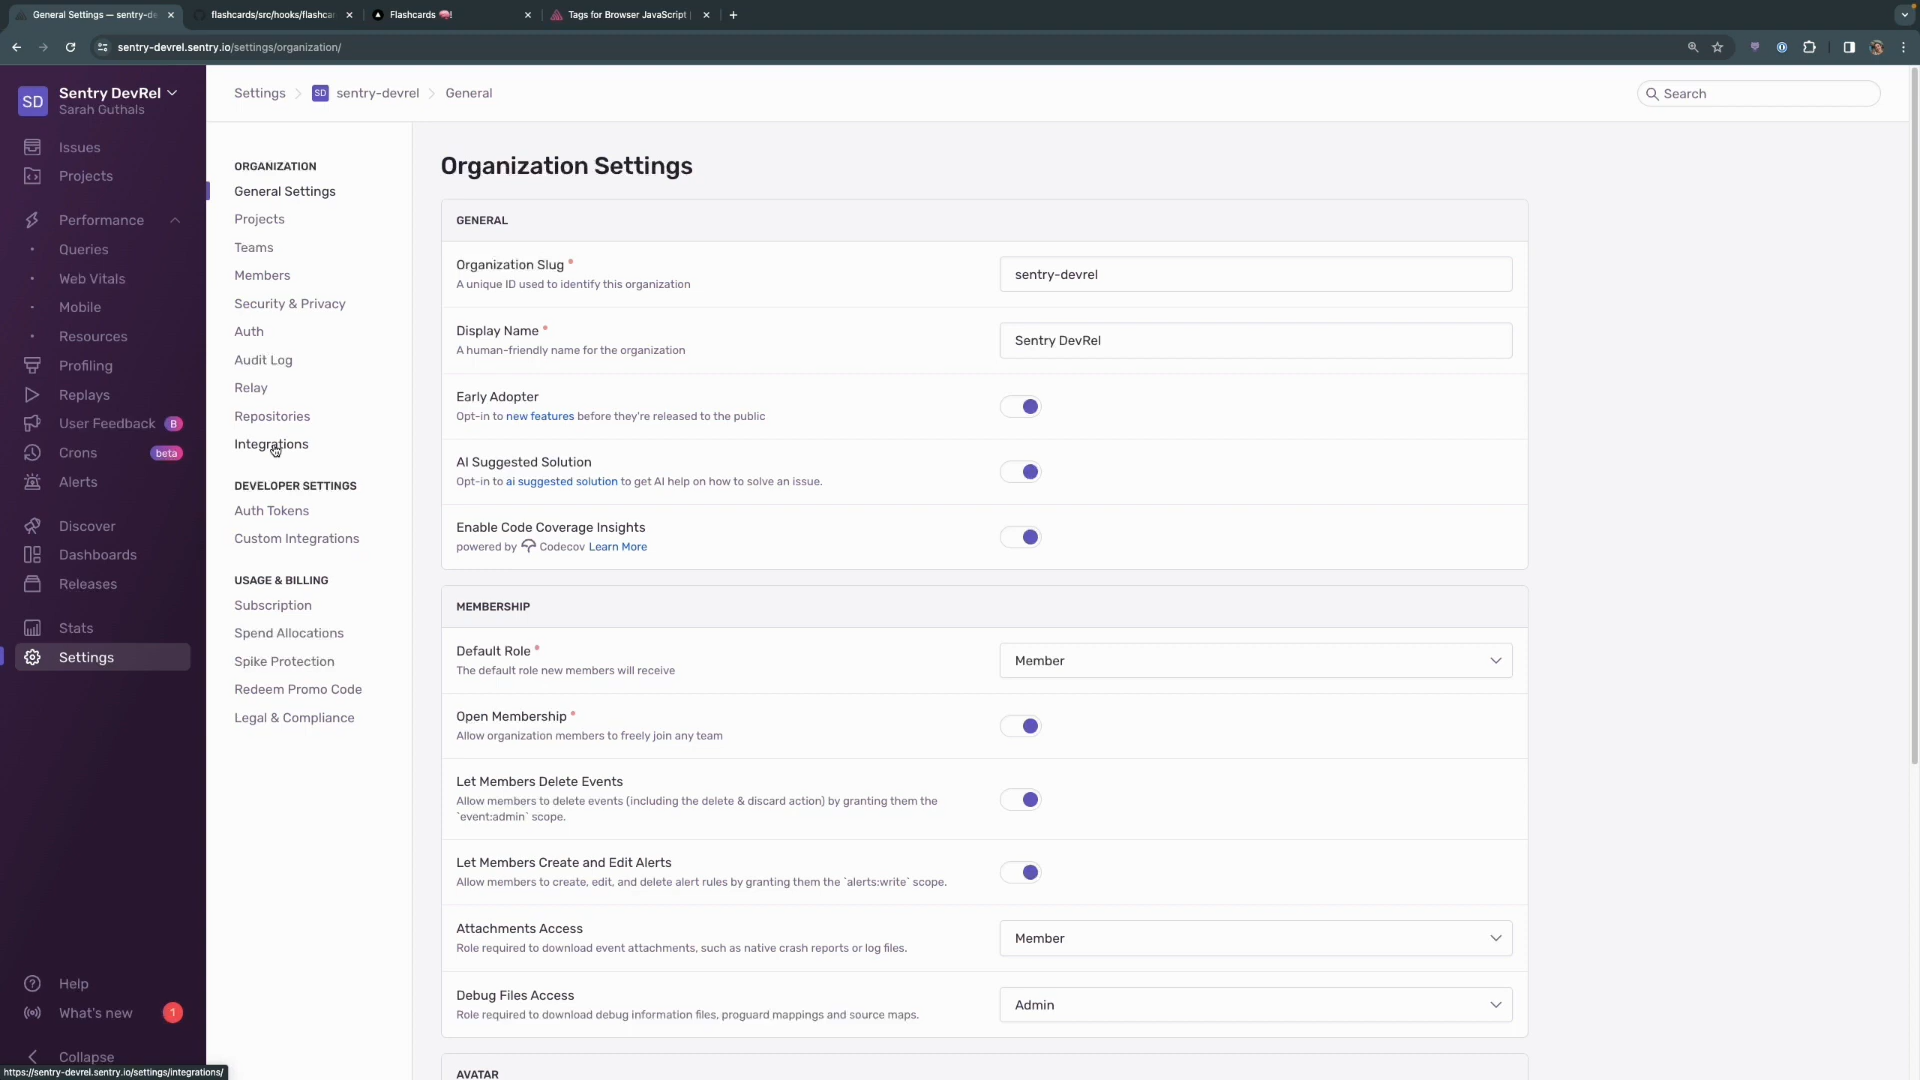 General Settings — sentry-de
flashcards/src/hooks/flashcar
Flashcards
Tags for Browser JavaScript |
sentry-devrel.sentry.io/settings/organization/
SD
Sentry DevRel
Sarah Guthals
Issues
Projects
Performance
Queries
Web Vitals
Mobile
Resources
Profiling
Replays
User Feedback B
Crons beta
Alerts
Discover
Dashboards
Releases
Stats
Settings
Help
What's new 1
Collapse
https://sentry-devrel.sentry.io/settings/integrations/
Settings
SD sentry-devrel
General
Search
ORGANIZATION
General Settings
Projects
Teams
Members
Security & Privacy
Auth
Audit Log
Relay
Repositories
Integrations
DEVELOPER SETTINGS
Auth Tokens
Custom Integrations
USAGE & BILLING
Subscription
Spend Allocations
Spike Protection
Redeem Promo Code
Legal & Compliance
Organization Settings
GENERAL
Organization Slug
A unique ID used to identify this organization
sentry-devrel
Display Name
A human-friendly name for the organization
Sentry DevRel
Early Adopter
Opt-in to new features before they're released to the public
AI Suggested Solution
Opt-in to ai suggested solution to get AI help on how to solve an issue.
Enable Code Coverage Insights
powered by Codecov Learn More
MEMBERSHIP
Default Role
The default role new members will receive
Member
Open Membership
Allow organization members to freely join any team
Let Members Delete Events
Allow members to delete events (including the delete & discard action) by granting them the
`event:admin` scope.
Let Members Create and Edit Alerts
Allow members to create, edit, and delete alert rules by granting them the `alerts:write` scope.
Attachments Access
Role required to download event attachments, such as native crash reports or log files.
Member
Debug Files Access
Role required to download debug information files, proguard mappings and source maps.
Admin
AVATAR